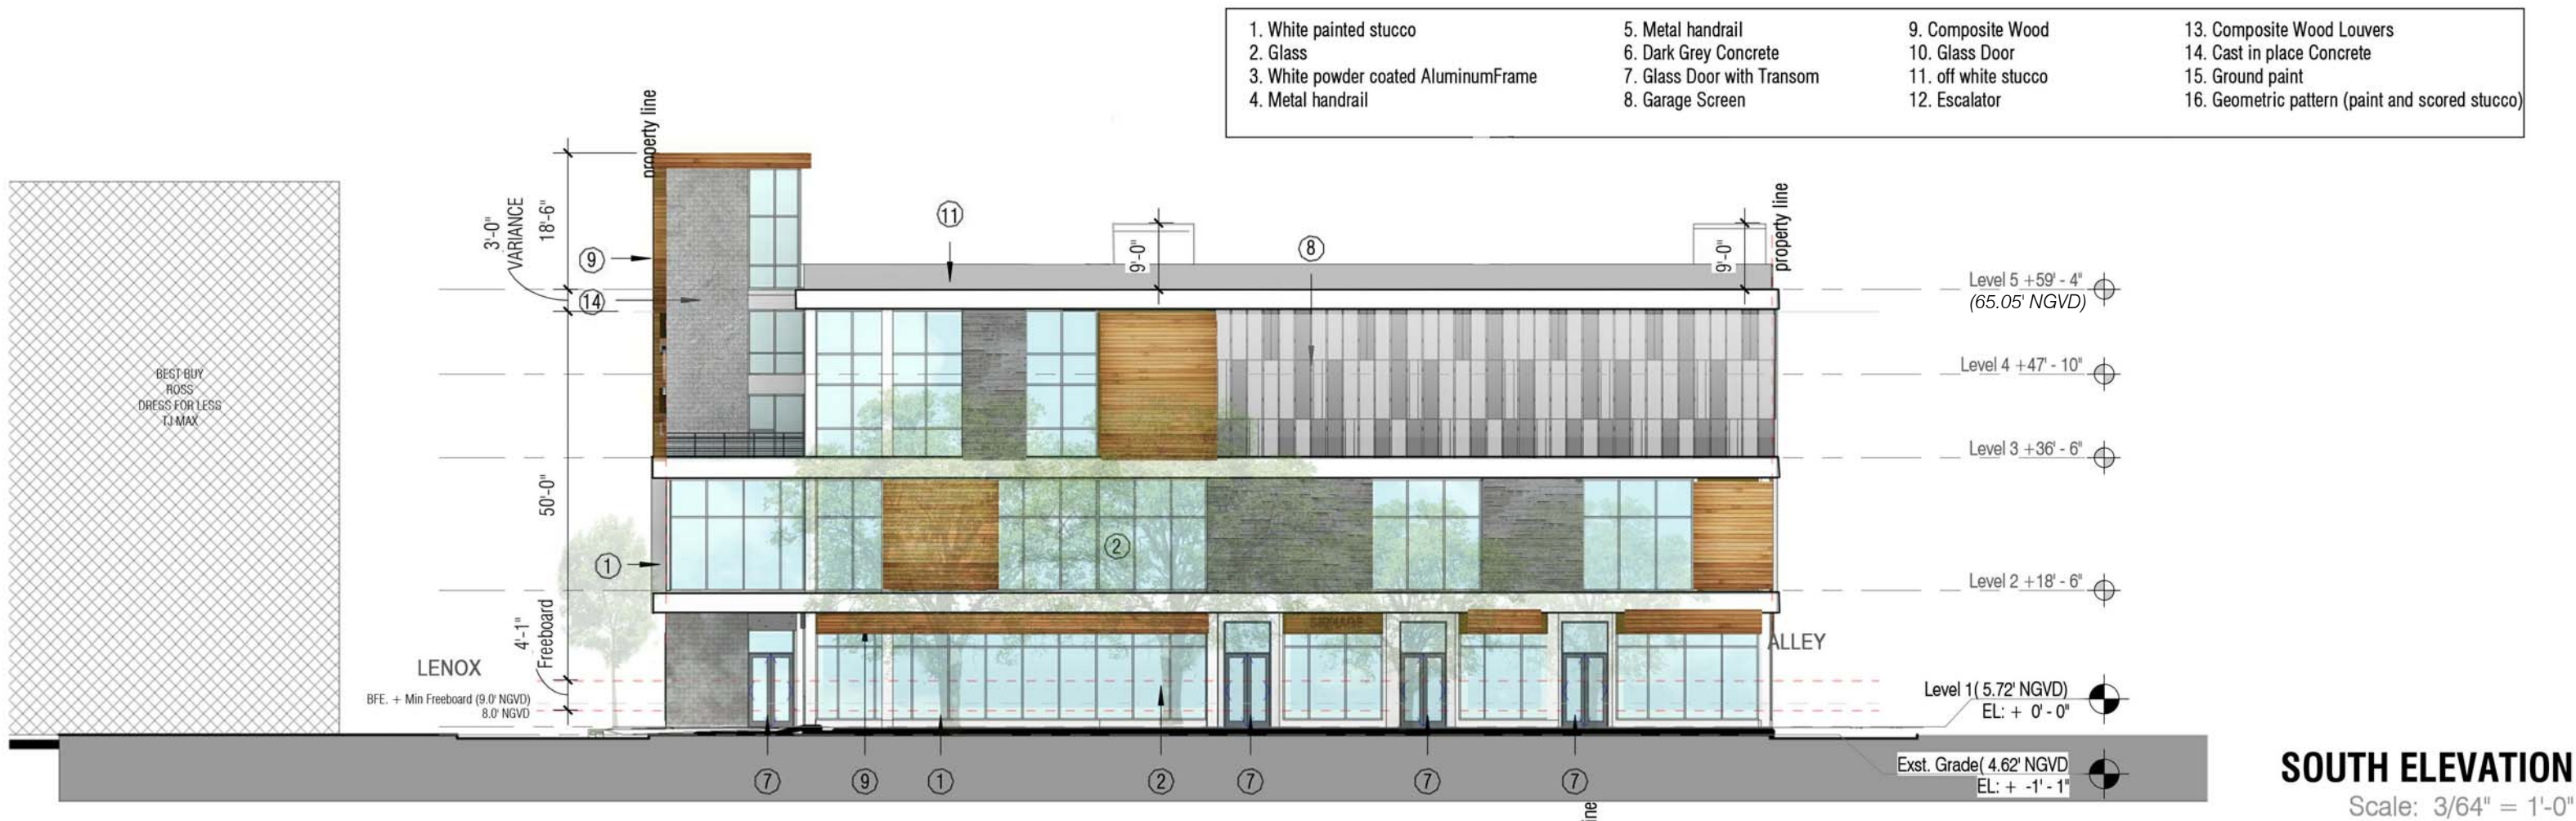 1. White painted stucco
2. Glass
3. White powder coated AluminumFrame
4. Metal handrail
5. Metal handrail
6. Dark Grey Concrete
7. Glass Door with Transom
8. Garage Screen
9. Composite Wood
10. Glass Door
11. off white stucco
12. Escalator
13. Composite Wood Louvers
14. Cast in place Concrete
15. Ground paint
16. Geometric pattern (paint and scored stucco)
property line
3'-0"
VARIANCE
18'-6"
9
14
11
9'-0"
8
9'-0"
property line
Level 5 +59' - 4"
(65.05' NGVD)
Level 4 +47' - 10"
Level 3 +36' - 6"
Level 2 +18' - 6"
BEST BUY
ROSS
DRESS FOR LESS
TJ MAX
50'-0"
1
2
4'-1"
Freeboard
LENOX
BFE. + Min Freeboard (9.0' NGVD)
8.0' NGVD
SIGNAGE
ALLEY
Level 1( 5.72' NGVD)
EL: + 0' - 0"
Exst. Grade( 4.62' NGVD
EL: + -1' - 1"
7
9
1
2
7
7
7
ine
SOUTH ELEVATION
Scale: 3/64" = 1'-0"